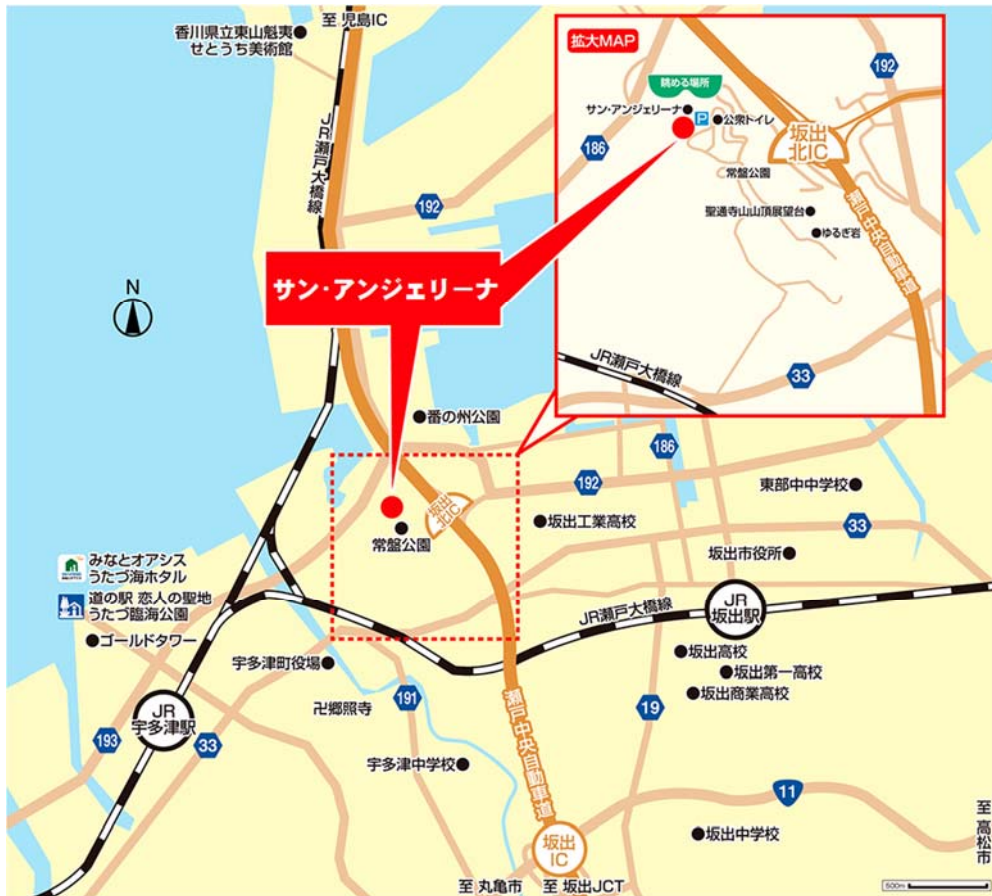 至 児島IC
香川県立東山魁夷
せとうち美術館
JR瀬戸大橋線
192
拡大MAP
眺める場所
サン・アンジェリーナ
P
公衆トイレ
186
192
坂出
北IC
常盤公園
聖通寺山山頂展望台
ゆるぎ岩
瀬戸中央自動車道
JR瀬戸大橋線
33
サン・アンジェリーナ
N
番の州公園
186
192
東部中中学校
坂出
北IC
常盤公園
坂出工業高校
33
坂出市役所
みなとオアシス
うたづ海ホタル
道の駅 恋人の聖地
うたづ臨海公園
ゴールドタワー
JR瀬戸大橋線
JR
坂出駅
宇多津町役場
坂出高校
坂出第一高校
坂出商業高校
JR
宇多津駅
193
33
卍郷照寺
191
19
瀬戸中央自動車道
宇多津中学校
11
坂出中学校
坂出
IC
至 高松市
至 丸亀市
至 坂出JCT
500m